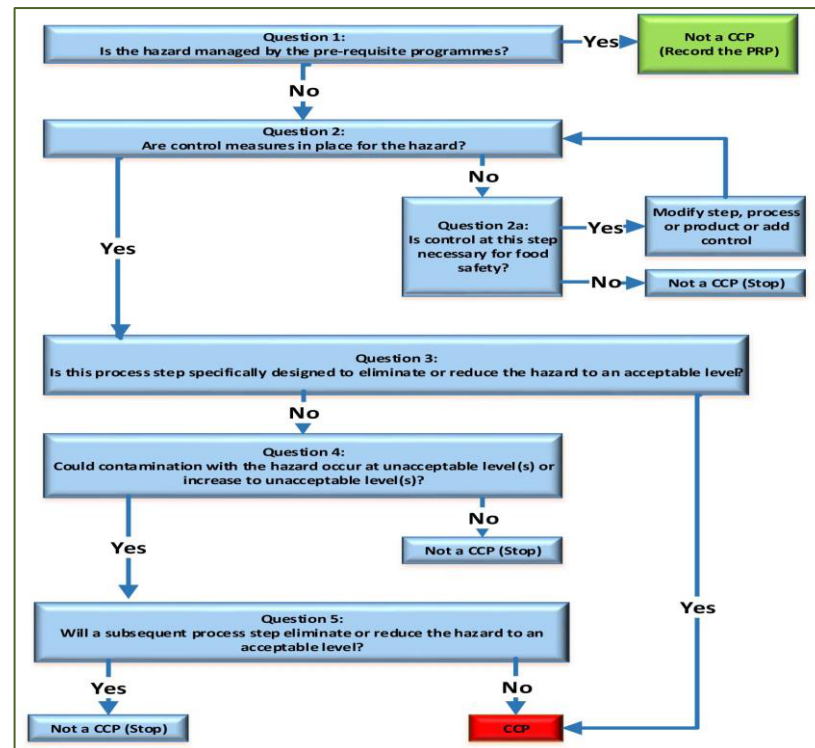 Question 1:
Is the hazard managed by the pre-requisite programmes?
Yes
Not a CCP
(Record the PRP)
No
Question 2:
Are control measures in place for the hazard?
No
Yes
Question 2a:
Is control at this step
necessary for food
safety?
Yes
Modify step, process
or product or add
control
No
Not a CCP (Stop)
Question 3:
Is this process step specifically designed to eliminate or reduce the hazard to an acceptable level?
No
Question 4:
Could contamination with the hazard occur at unacceptable level(s) or
increase to unacceptable level(s)?
No
Not a CCP (Stop)
Yes
Yes
Question 5:
Will a subsequent process step eliminate or reduce the hazard to an
acceptable level?
Yes
No
Not a CCP (Stop)
CCP